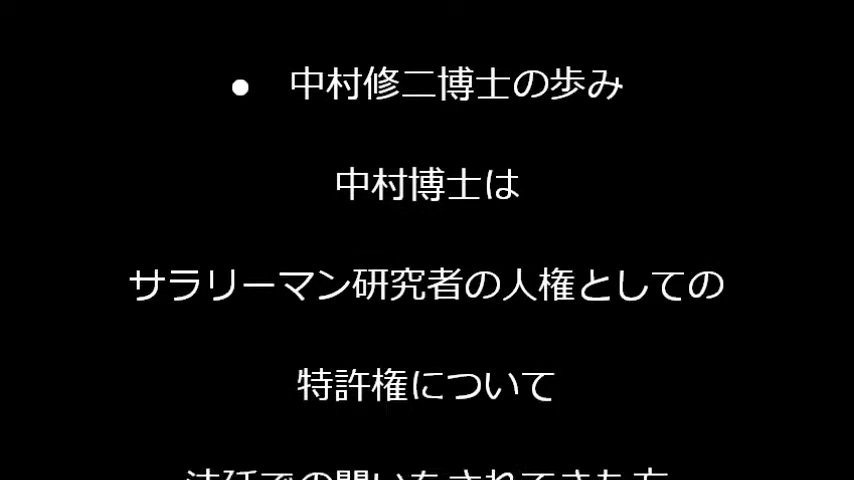 ● 中村修二博士の歩み
中村博士は
サラリーマン研究者の人権としての
特許権について